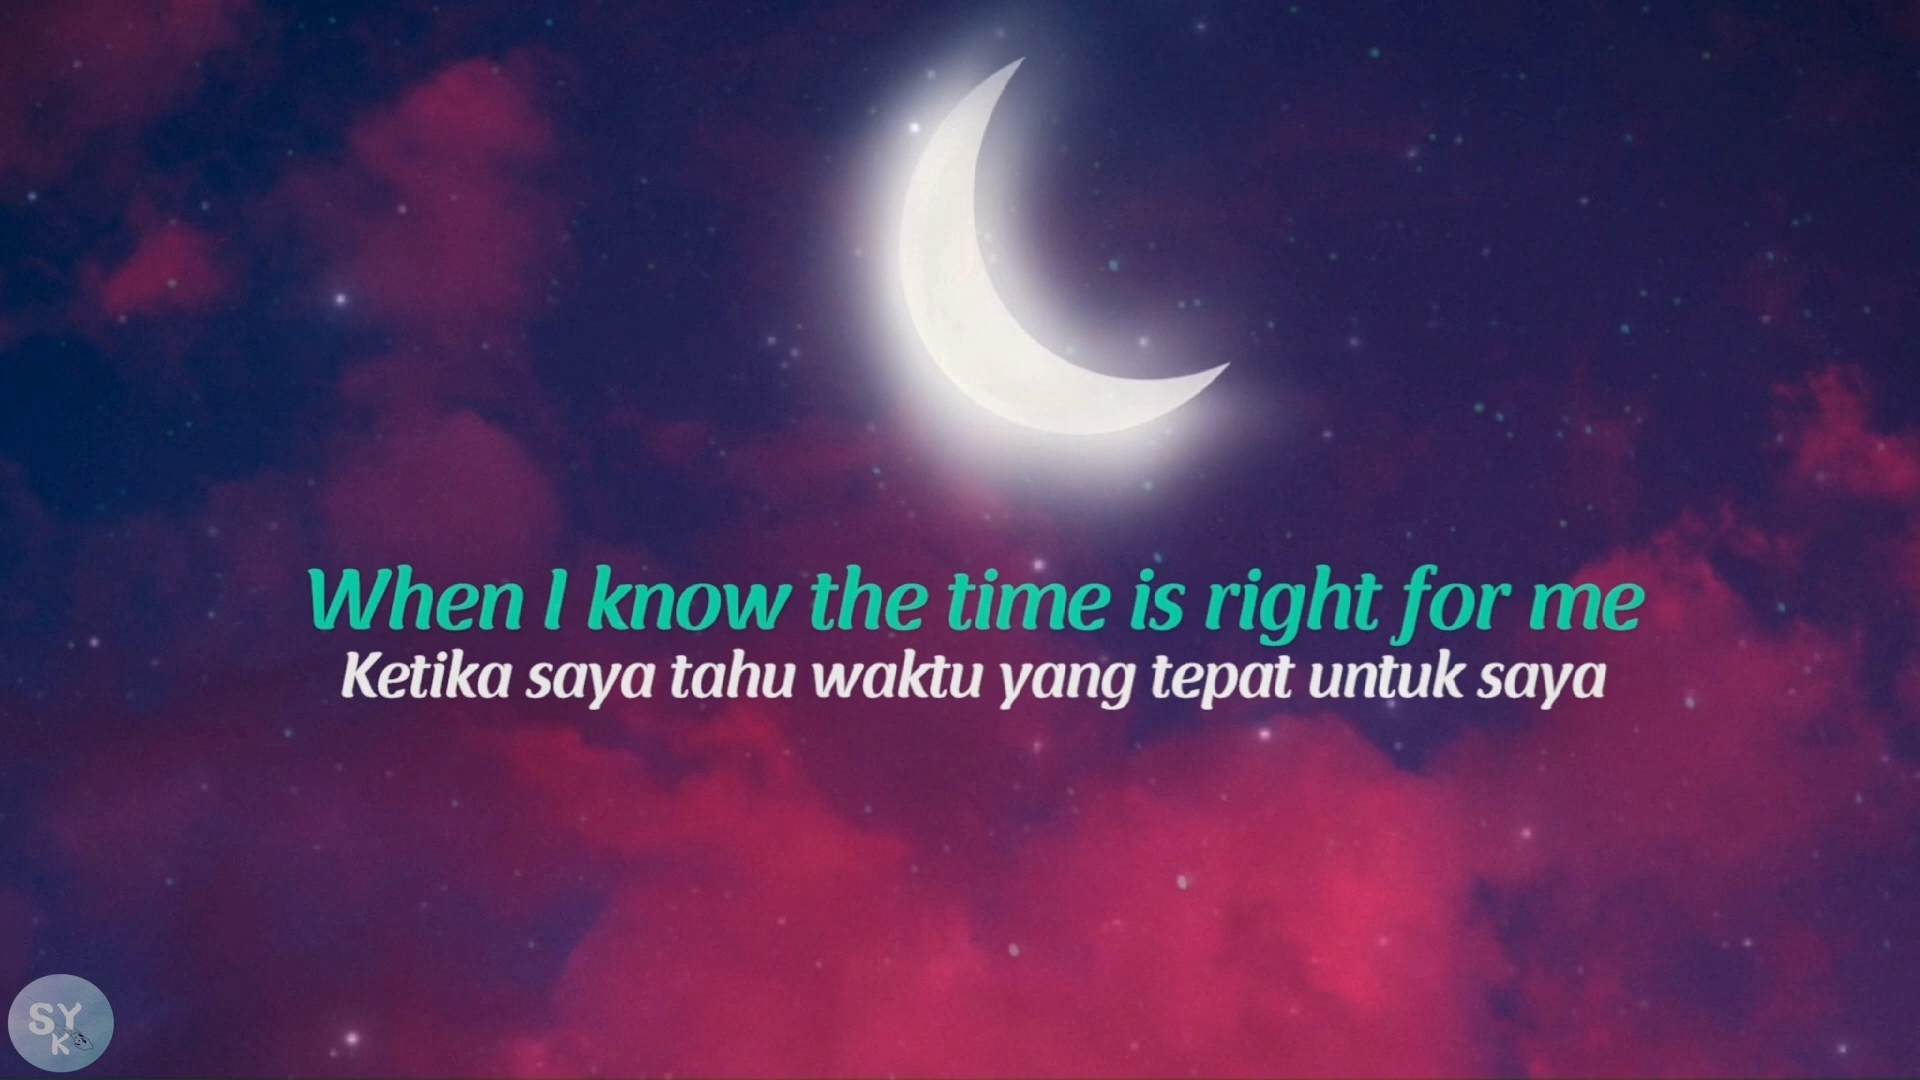 When I know the time is right for me
Ketika saya tahu waktu yang tepat untuk saya
SY
K